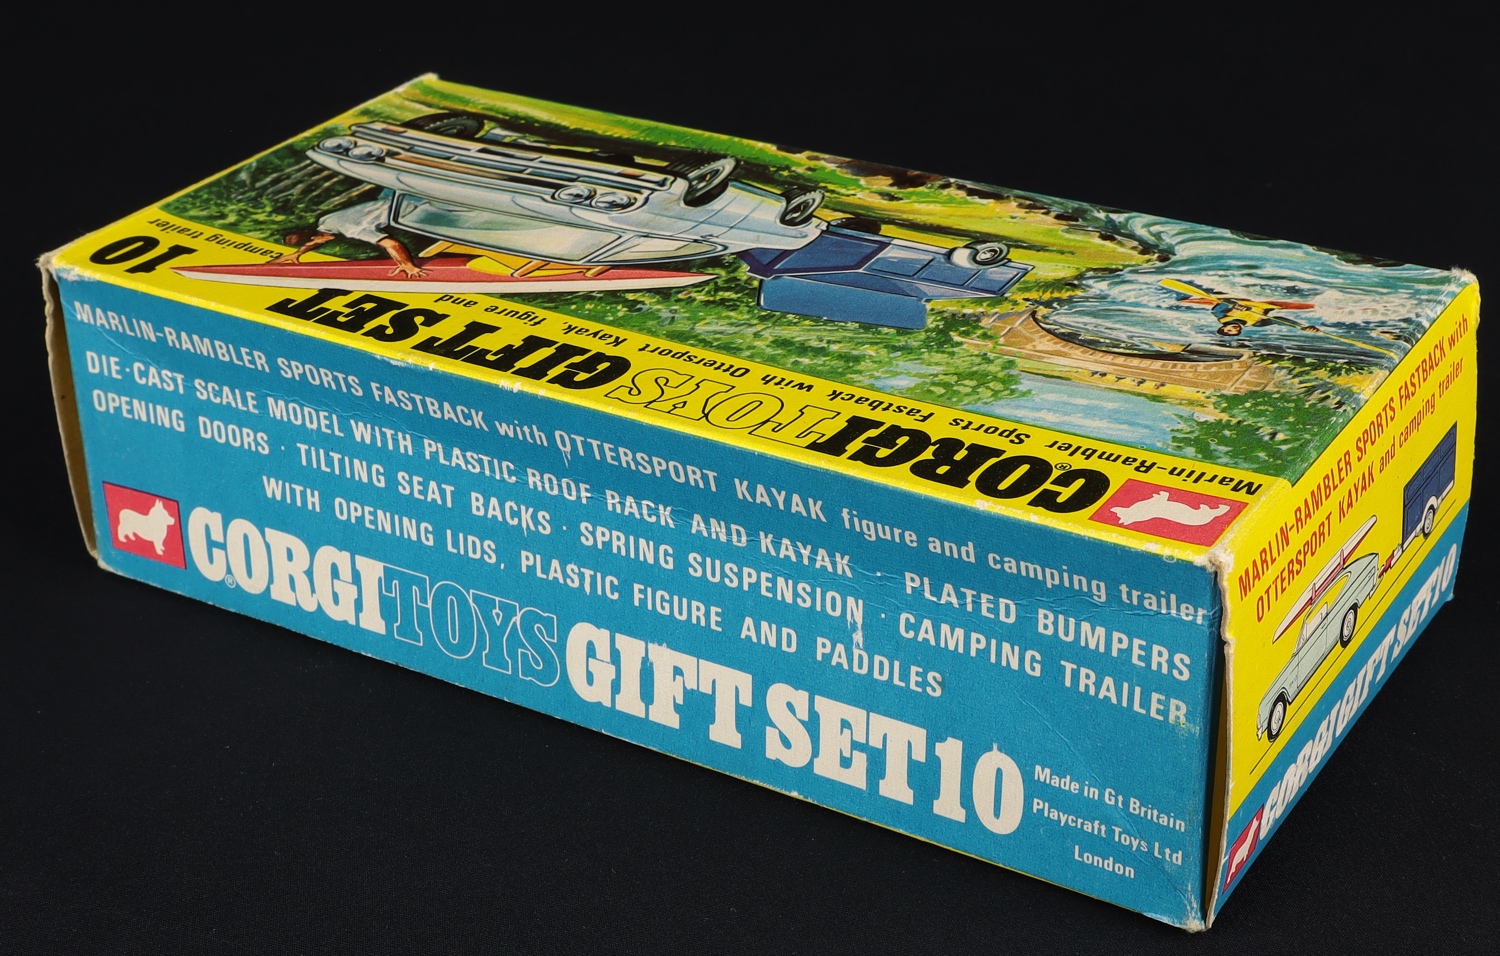 10
CORGI TOYS GIFT SET
Marlin-Rambler Sports Fastback with Ottersport Kayak, figure and
camping trailer
MARLIN-RAMBLER SPORTS FASTBACK with OTTERSPORT KAYAK figure and camping trailer
DIE-CAST SCALE MODEL WITH PLASTIC ROOF RACK AND KAYAK · PLATED BUMPERS
OPENING DOORS · TILTING SEAT BACKS · SPRING SUSPENSION · CAMPING TRAILER
WITH OPENING LIDS, PLASTIC FIGURE AND PADDLES
CORGI TOYS GIFT SET 10
Made in Gt Britain
Playcraft Toys Ltd
London
MARLIN-RAMBLER SPORTS FASTBACK with
OTTERSPORT KAYAK and camping trailer
CORGI GIFT SET 10